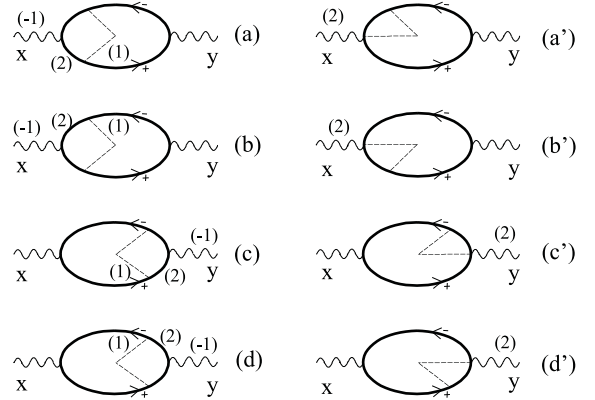 (-1) - (2) -
x (2) (1) + y (a) x + y (a')
(-1) (2) (1) - (2) -
x + y (b) x + y (b')
- (-1) - (2)
x (1) + (2) y (c) x + y (c')
(1) - (2) (-1) - (2)
x + y (d) x + y (d')